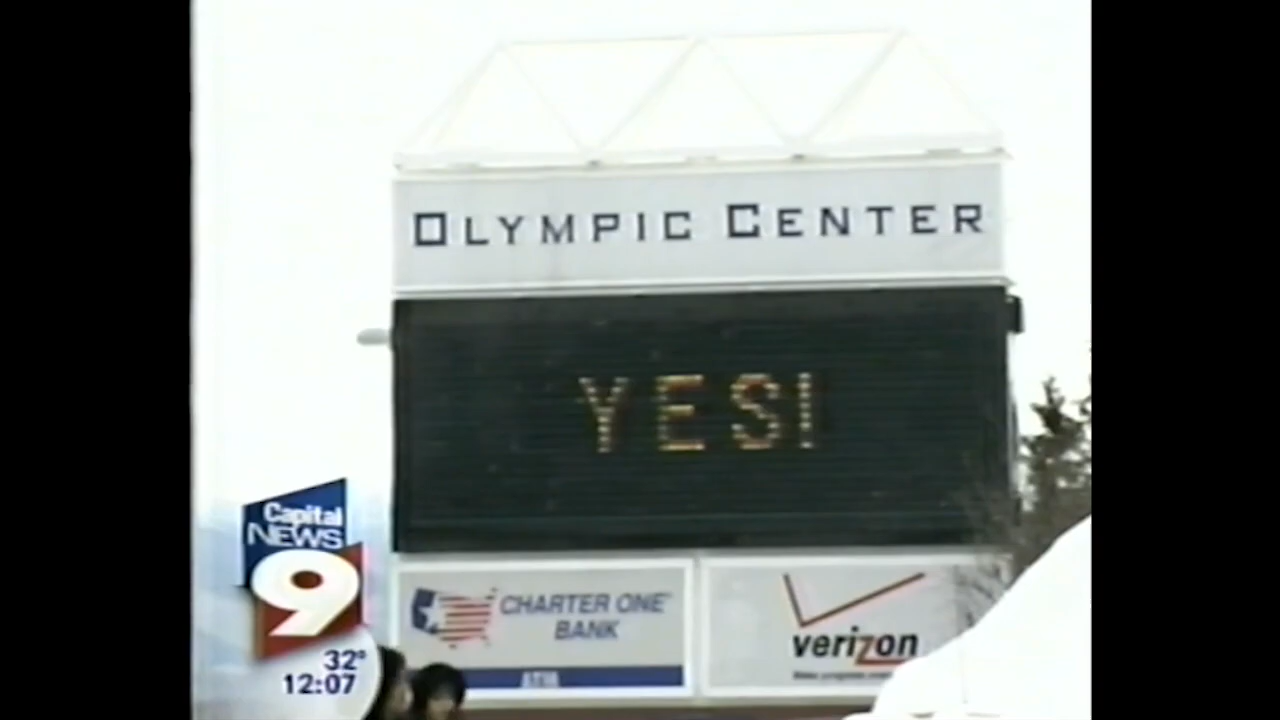 OLYMPIC CENTER
YES!
CHARTER ONE
BANK
verizon
Capital
NEWS
9
32°
12:07